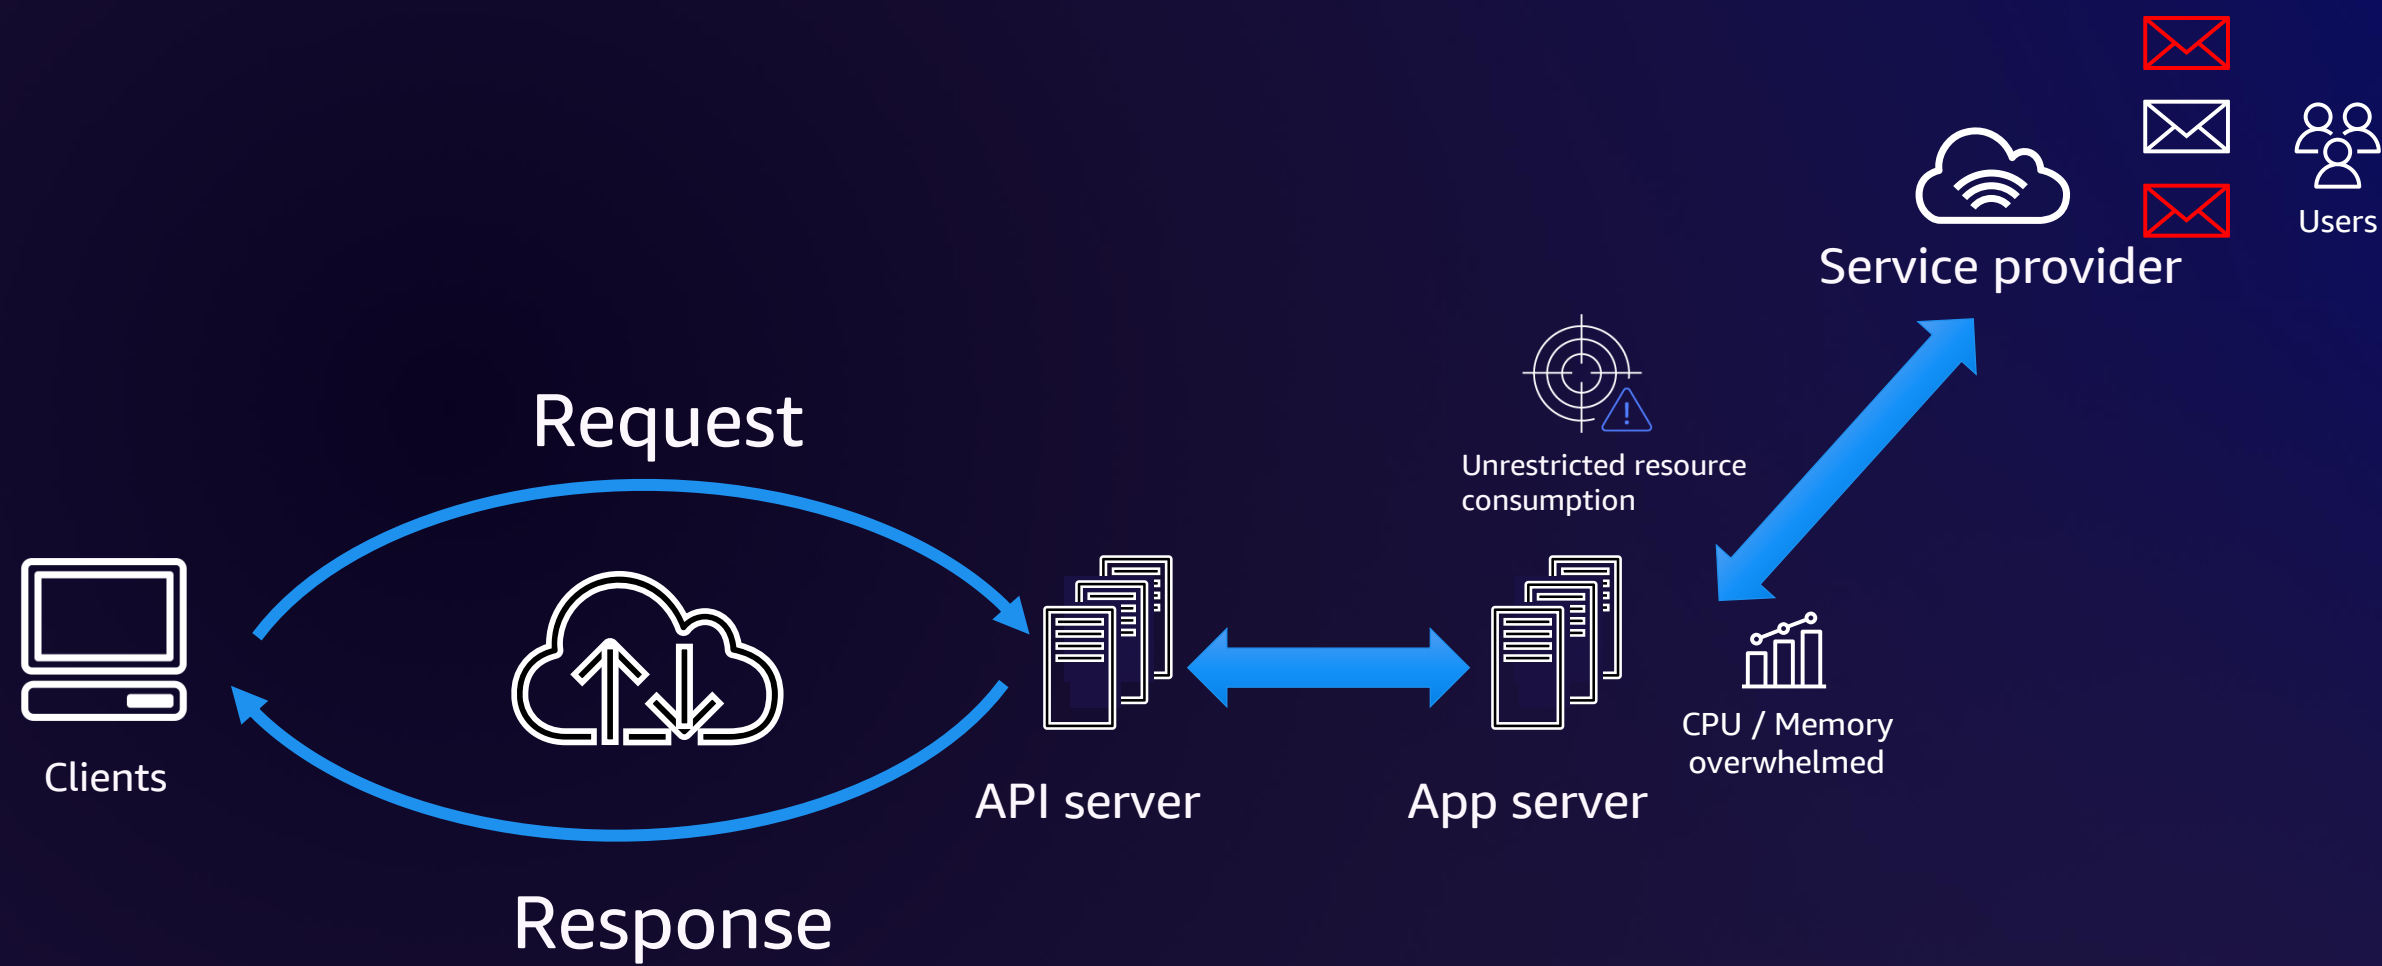 Users
Service provider
Request
Unrestricted resource
consumption
CPU / Memory
overwhelmed
Clients
API server
App server
Response